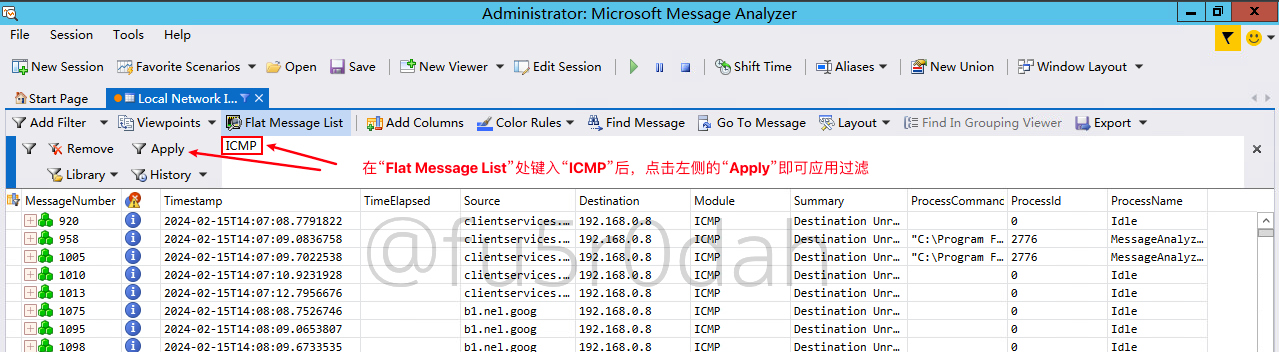 Administrator: Microsoft Message Analyzer
File Session Tools Help
New Session Favorite Scenarios Open Save New Viewer Edit Session Shift Time Aliases New Union Window Layout
Start Page Local Network I...
Add Filter Viewpoints Flat Message List Add Columns Color Rules Find Message Go To Message Layout Find In Grouping Viewer Export
Remove Apply ICMP
在“Flat Message List”处键入“ICMP”后，点击左侧的“Apply”即可应用过滤
Library History
MessageNumber Timestamp TimeElapsed Source Destination Module Summary ProcessCommanc ProcessId ProcessName
920 2024-02-15T14:07:08.7791822 clientservices.... 192.168.0.8 ICMP Destination Unr... 0 Idle
958 2024-02-15T14:07:09.0836758 clientservices.... 192.168.0.8 ICMP Destination Unr... "C:\Program F... 2776 MessageAnalyz...
1005 2024-02-15T14:07:09.7022538 clientservices.... 192.168.0.8 ICMP Destination Unr... "C:\Program F... 2776 MessageAnalyz...
1010 2024-02-15T14:07:10.9231928 clientservices.... 192.168.0.8 ICMP Destination Unr... 0 Idle
1013 2024-02-15T14:07:12.7956676 clientservices.... 192.168.0.8 ICMP Destination Unr... 0 Idle
1075 2024-02-15T14:08:08.7526746 b1.nel.goog 192.168.0.8 ICMP Destination Unr... 0 Idle
1095 2024-02-15T14:08:09.0653807 b1.nel.goog 192.168.0.8 ICMP Destination Unr... 0 Idle
1098 2024-02-15T14:08:09.6733535 b1.nel.goog 192.168.0.8 ICMP Destination Unr... 0 Idle
@fu5r0dah